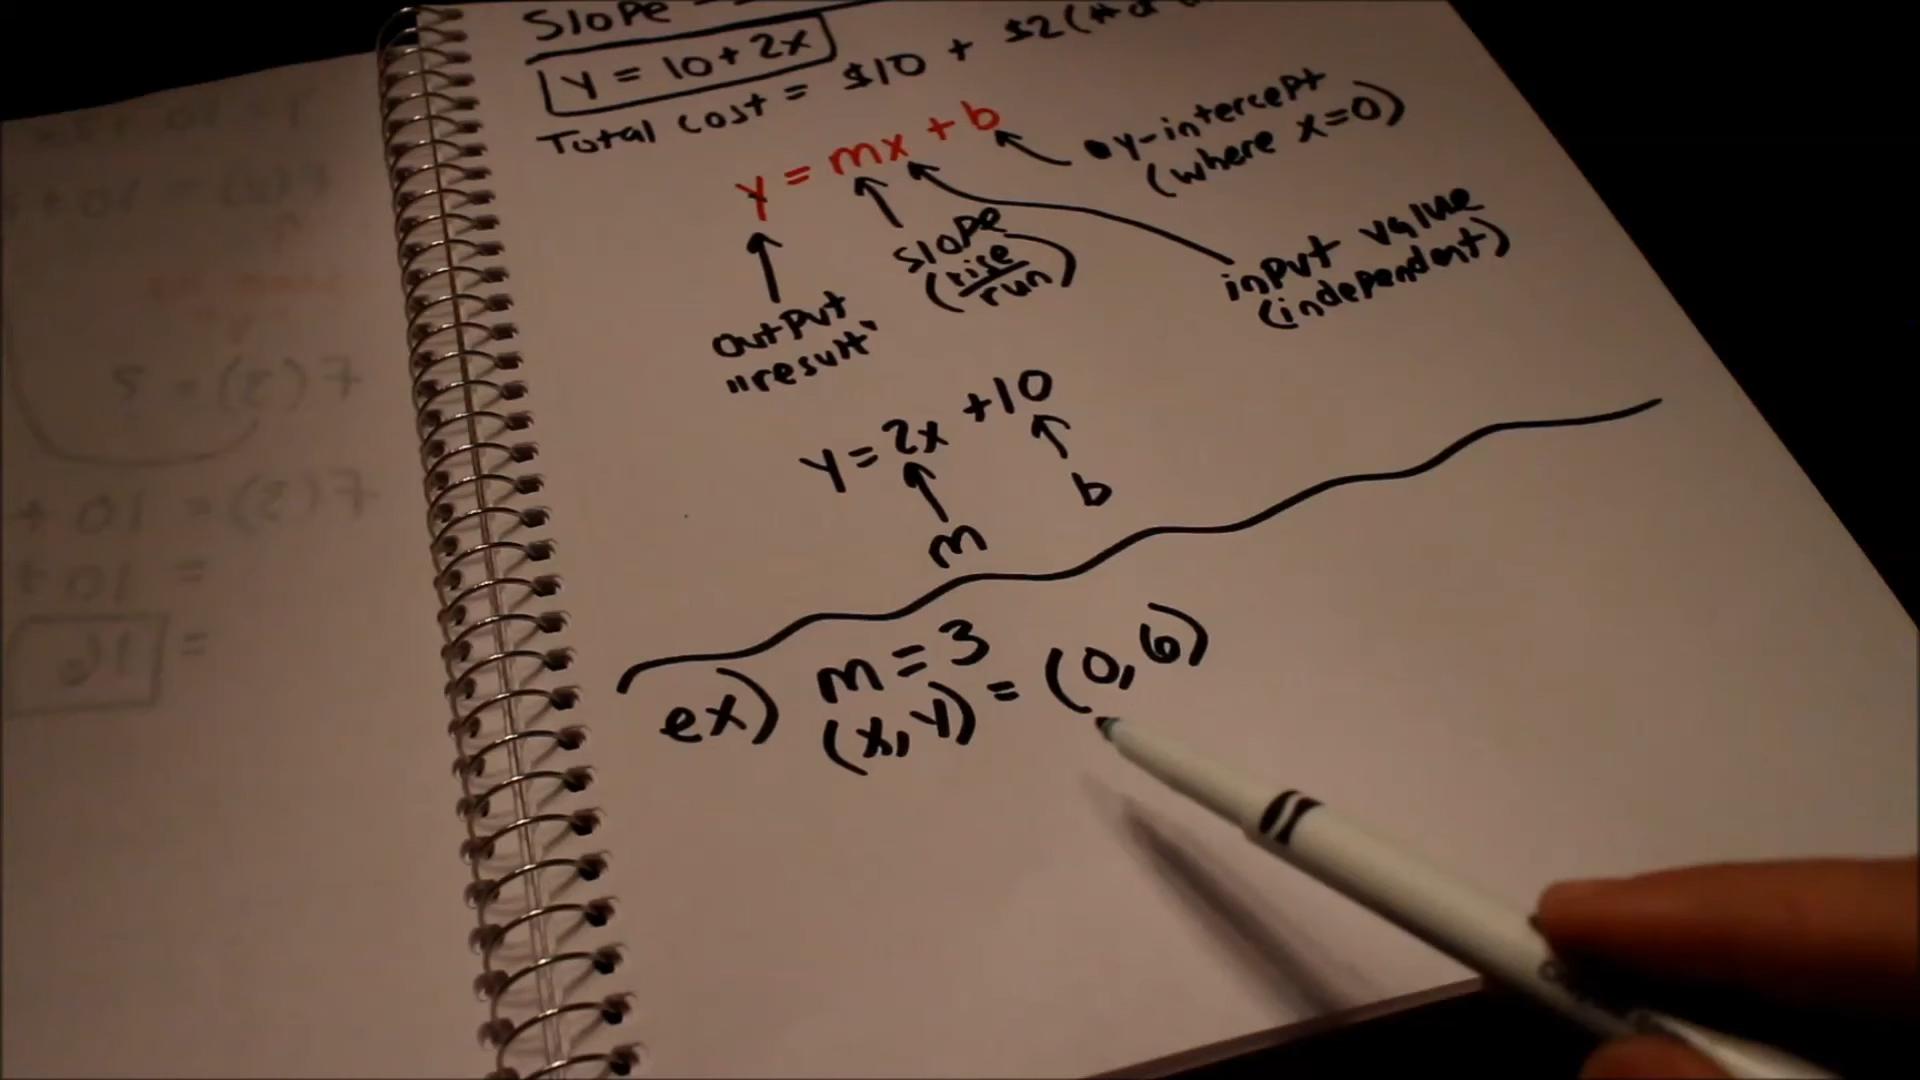 Slope
y = 10 + 2x
Total cost = $10 + $2(# of
y = mx + b
y-intercept
(where x=0)
slope
(rise/run)
input value
(independent)
output
"result"
y = 2x + 10
m
b
ex) m = 3
(x, y) = (0, 6)